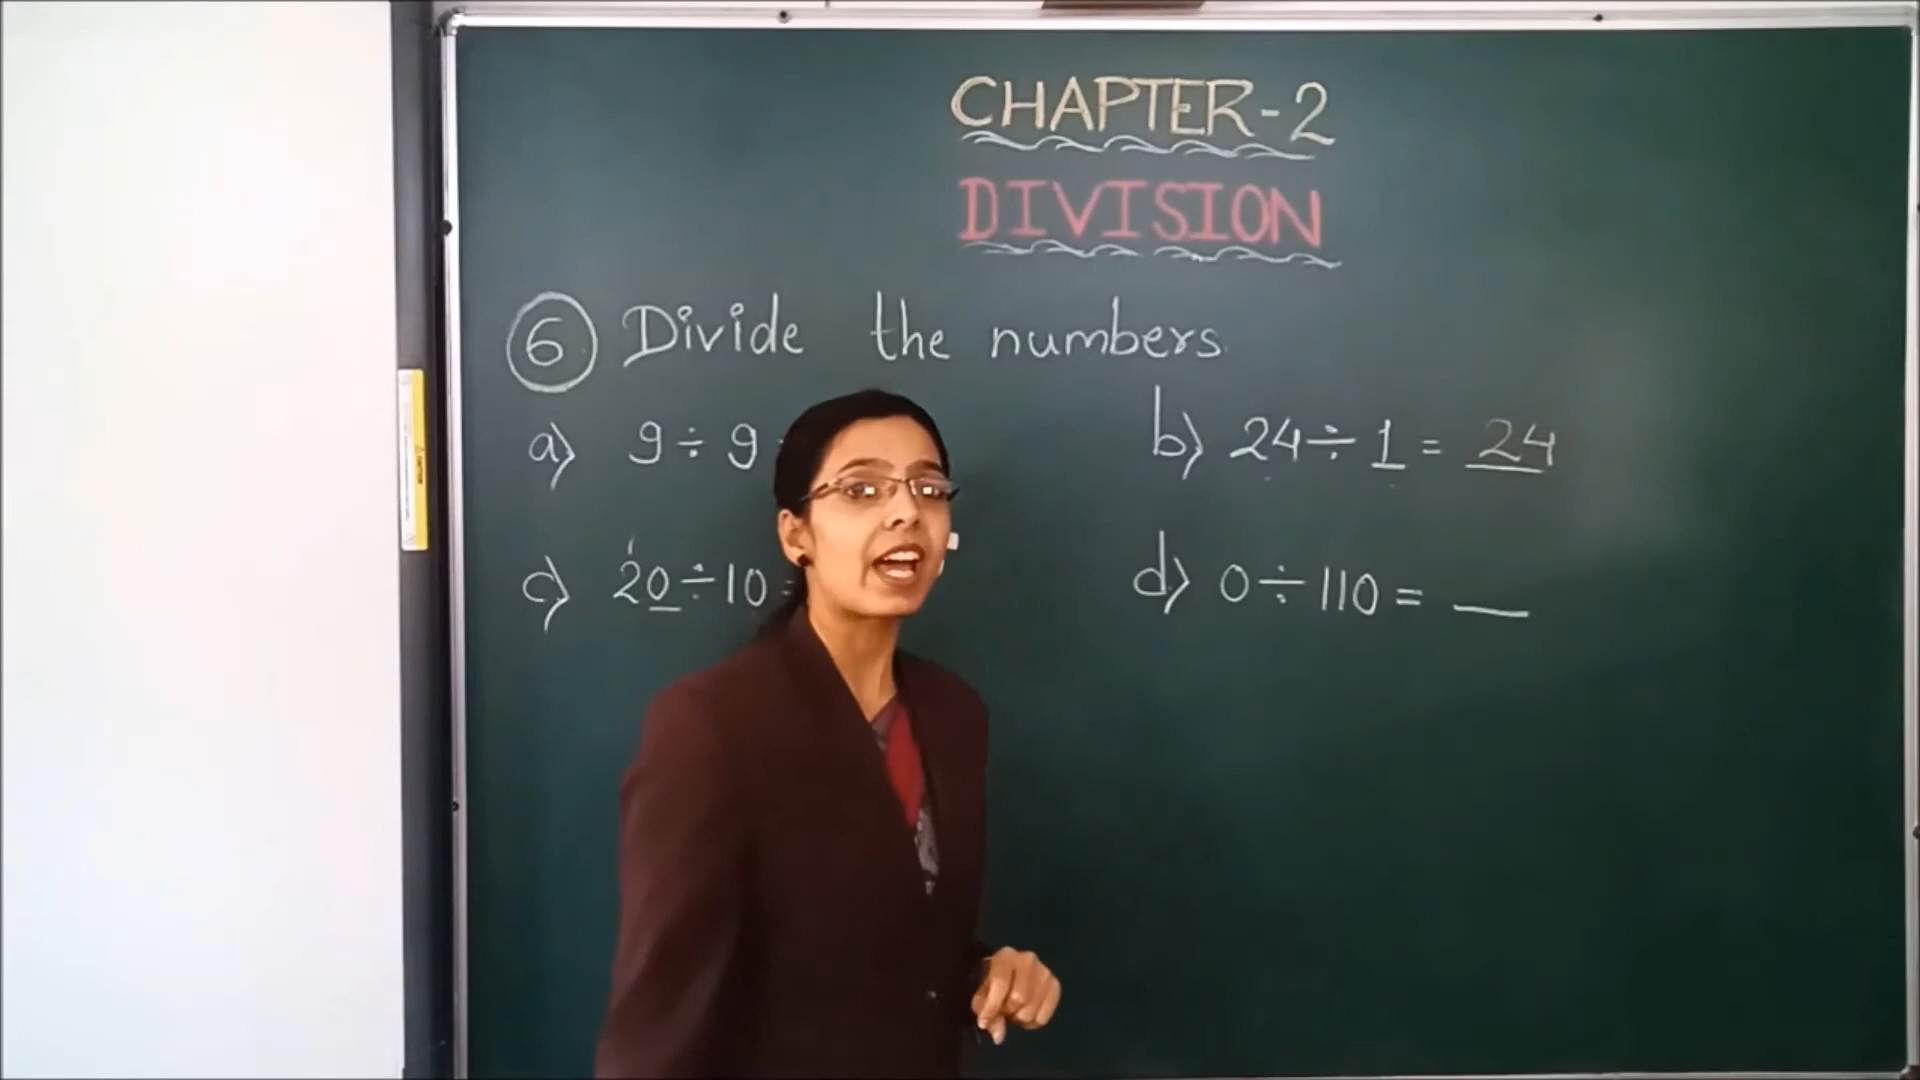 CHAPTER-2
DIVISION
6 Divide the numbers.
a) 9 ÷ 9
b) 24 ÷ 1 = 24
c) 20 ÷ 10 =
d) 0 ÷ 110 = __